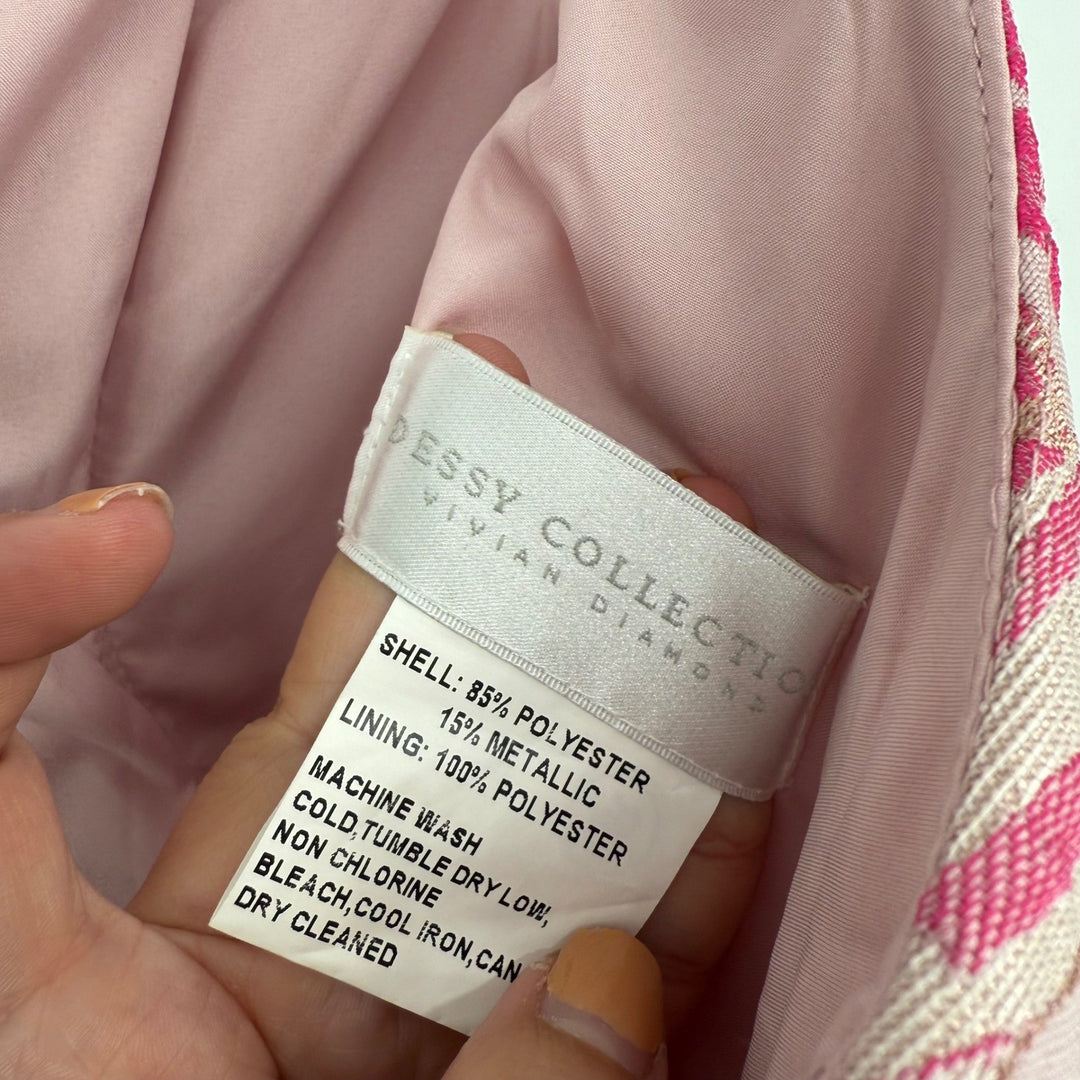 DESSY COLLECTIO
VIVIAN DIAMOND
SHELL: 85% POLYESTER
15% METALLIC
LINING: 100% POLYESTER
MACHINE WASH
COLD,TUMBLE DRY LOW,
NON CHLORINE
BLEACH,COOL IRON,CAN
DRY CLEANED